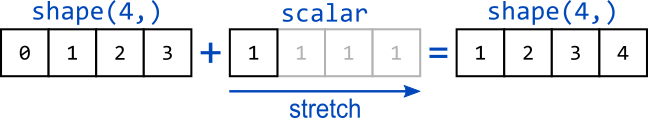 shape(4,) scalar shape(4,)
0 1 2 3 + 1 1 1 1 = 1 2 3 4
stretch